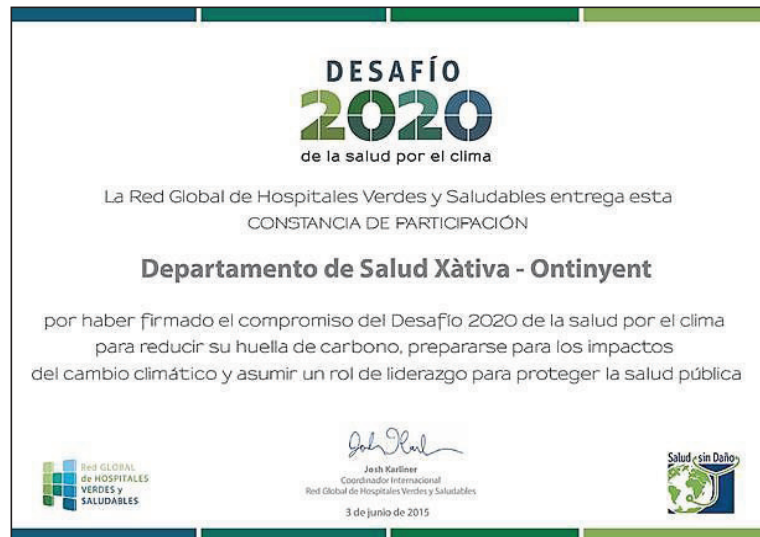 DESAFÍO
2020
de la salud por el clima
La Red Global de Hospitales Verdes y Saludables entrega esta
CONSTANCIA DE PARTICIPACIÓN
Departamento de Salud Xàtiva - Ontinyent
por haber firmado el compromiso del Desafío 2020 de la salud por el clima
para reducir su huella de carbono, prepararse para los impactos
del cambio climático y asumir un rol de liderazgo para proteger la salud pública
Josh Karliner
Coordinador Internacional
Red Global de Hospitales Verdes y Saludables
3 de junio de 2015
Red GLOBAL
de HOSPITALES
VERDES y
SALUDABLES
Salud sin Daño